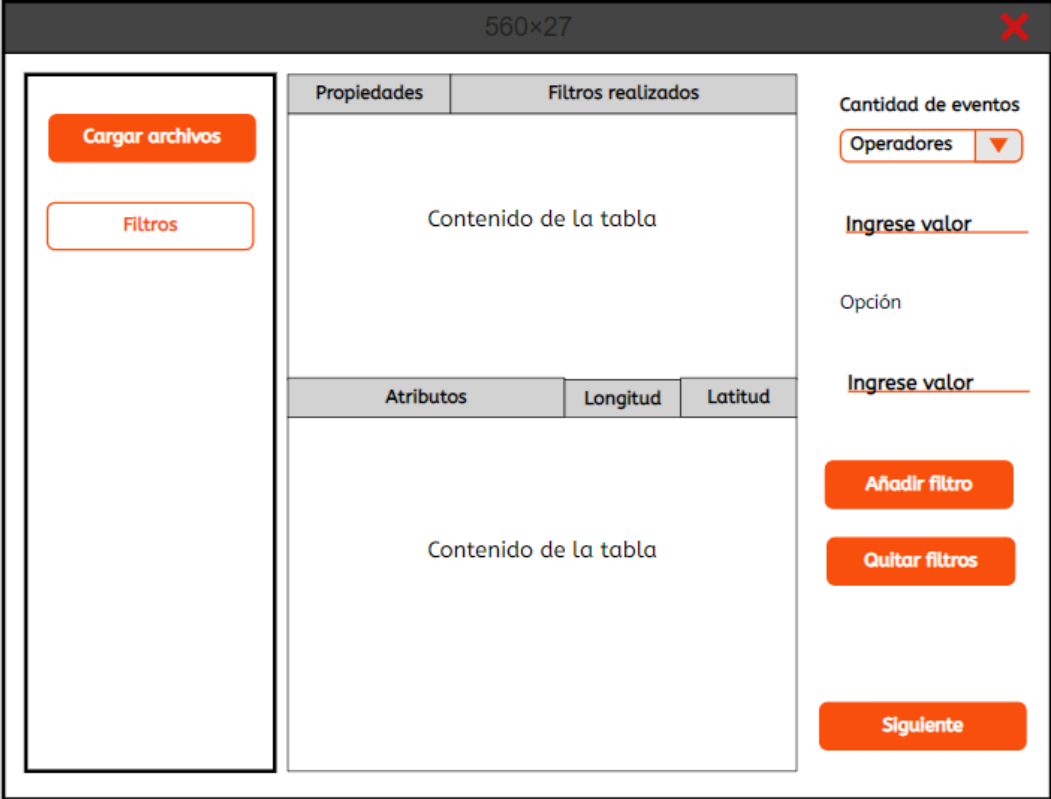 560×27
Cargar archivos
Filtros
Propiedades
Filtros realizados
Contenido de la tabla
Atributos
Longitud
Latitud
Contenido de la tabla
Cantidad de eventos
Operadores
Ingrese valor
Opción
Ingrese valor
Añadir filtro
Quitar filtros
Siguiente